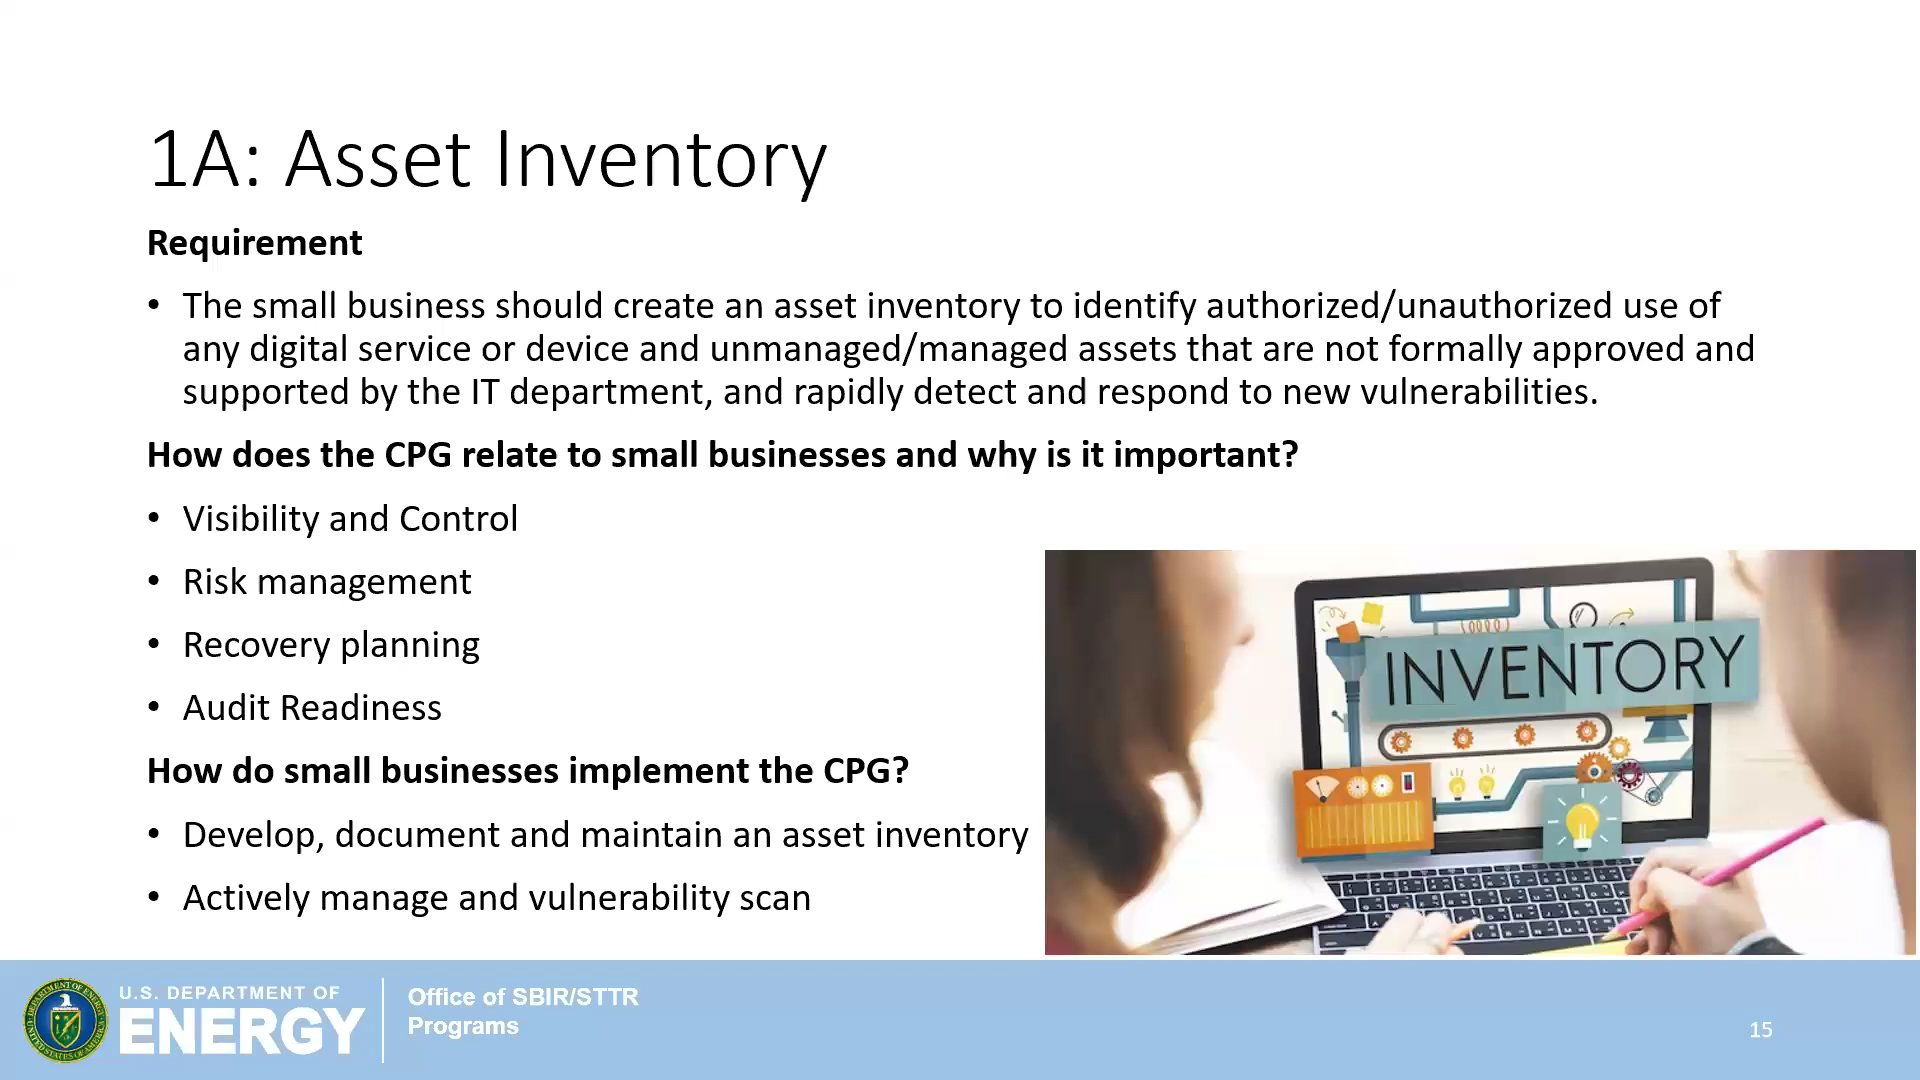 1A: Asset Inventory
Requirement
• The small business should create an asset inventory to identify authorized/unauthorized use of
any digital service or device and unmanaged/managed assets that are not formally approved and
supported by the IT department, and rapidly detect and respond to new vulnerabilities.
How does the CPG relate to small businesses and why is it important?
• Visibility and Control
• Risk management
• Recovery planning
• Audit Readiness
INVENTORY
How do small businesses implement the CPG?
• Develop, document and maintain an asset inventory
• Actively manage and vulnerability scan
U.S. DEPARTMENT OF
ENERGY
Office of SBIR/STTR
Programs
15